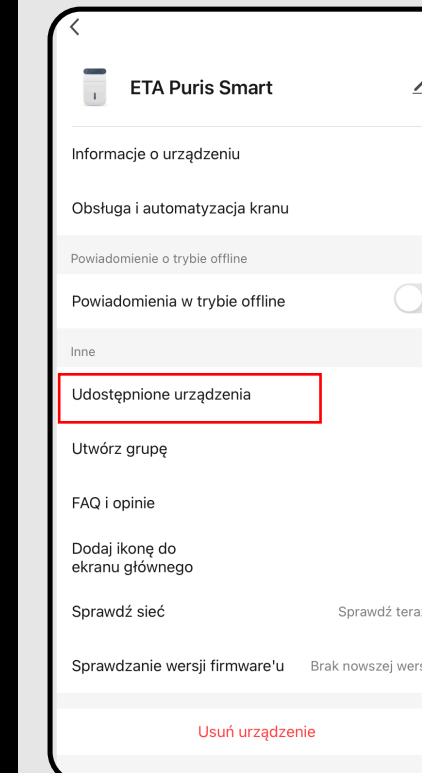 ETA Puris Smart
Informacje o urządzeniu
Obsługa i automatyzacja kranu
Powiadomienie o trybie offline
Powiadomienia w trybie offline
Inne
Udostępnione urządzenia
Utwórz grupę
FAQ i opinie
Dodaj ikonę do
ekranu głównego
Sprawdź sieć Sprawdź teraz
Sprawdzanie wersji firmware'u Brak nowszej wers
Usuń urządzenie